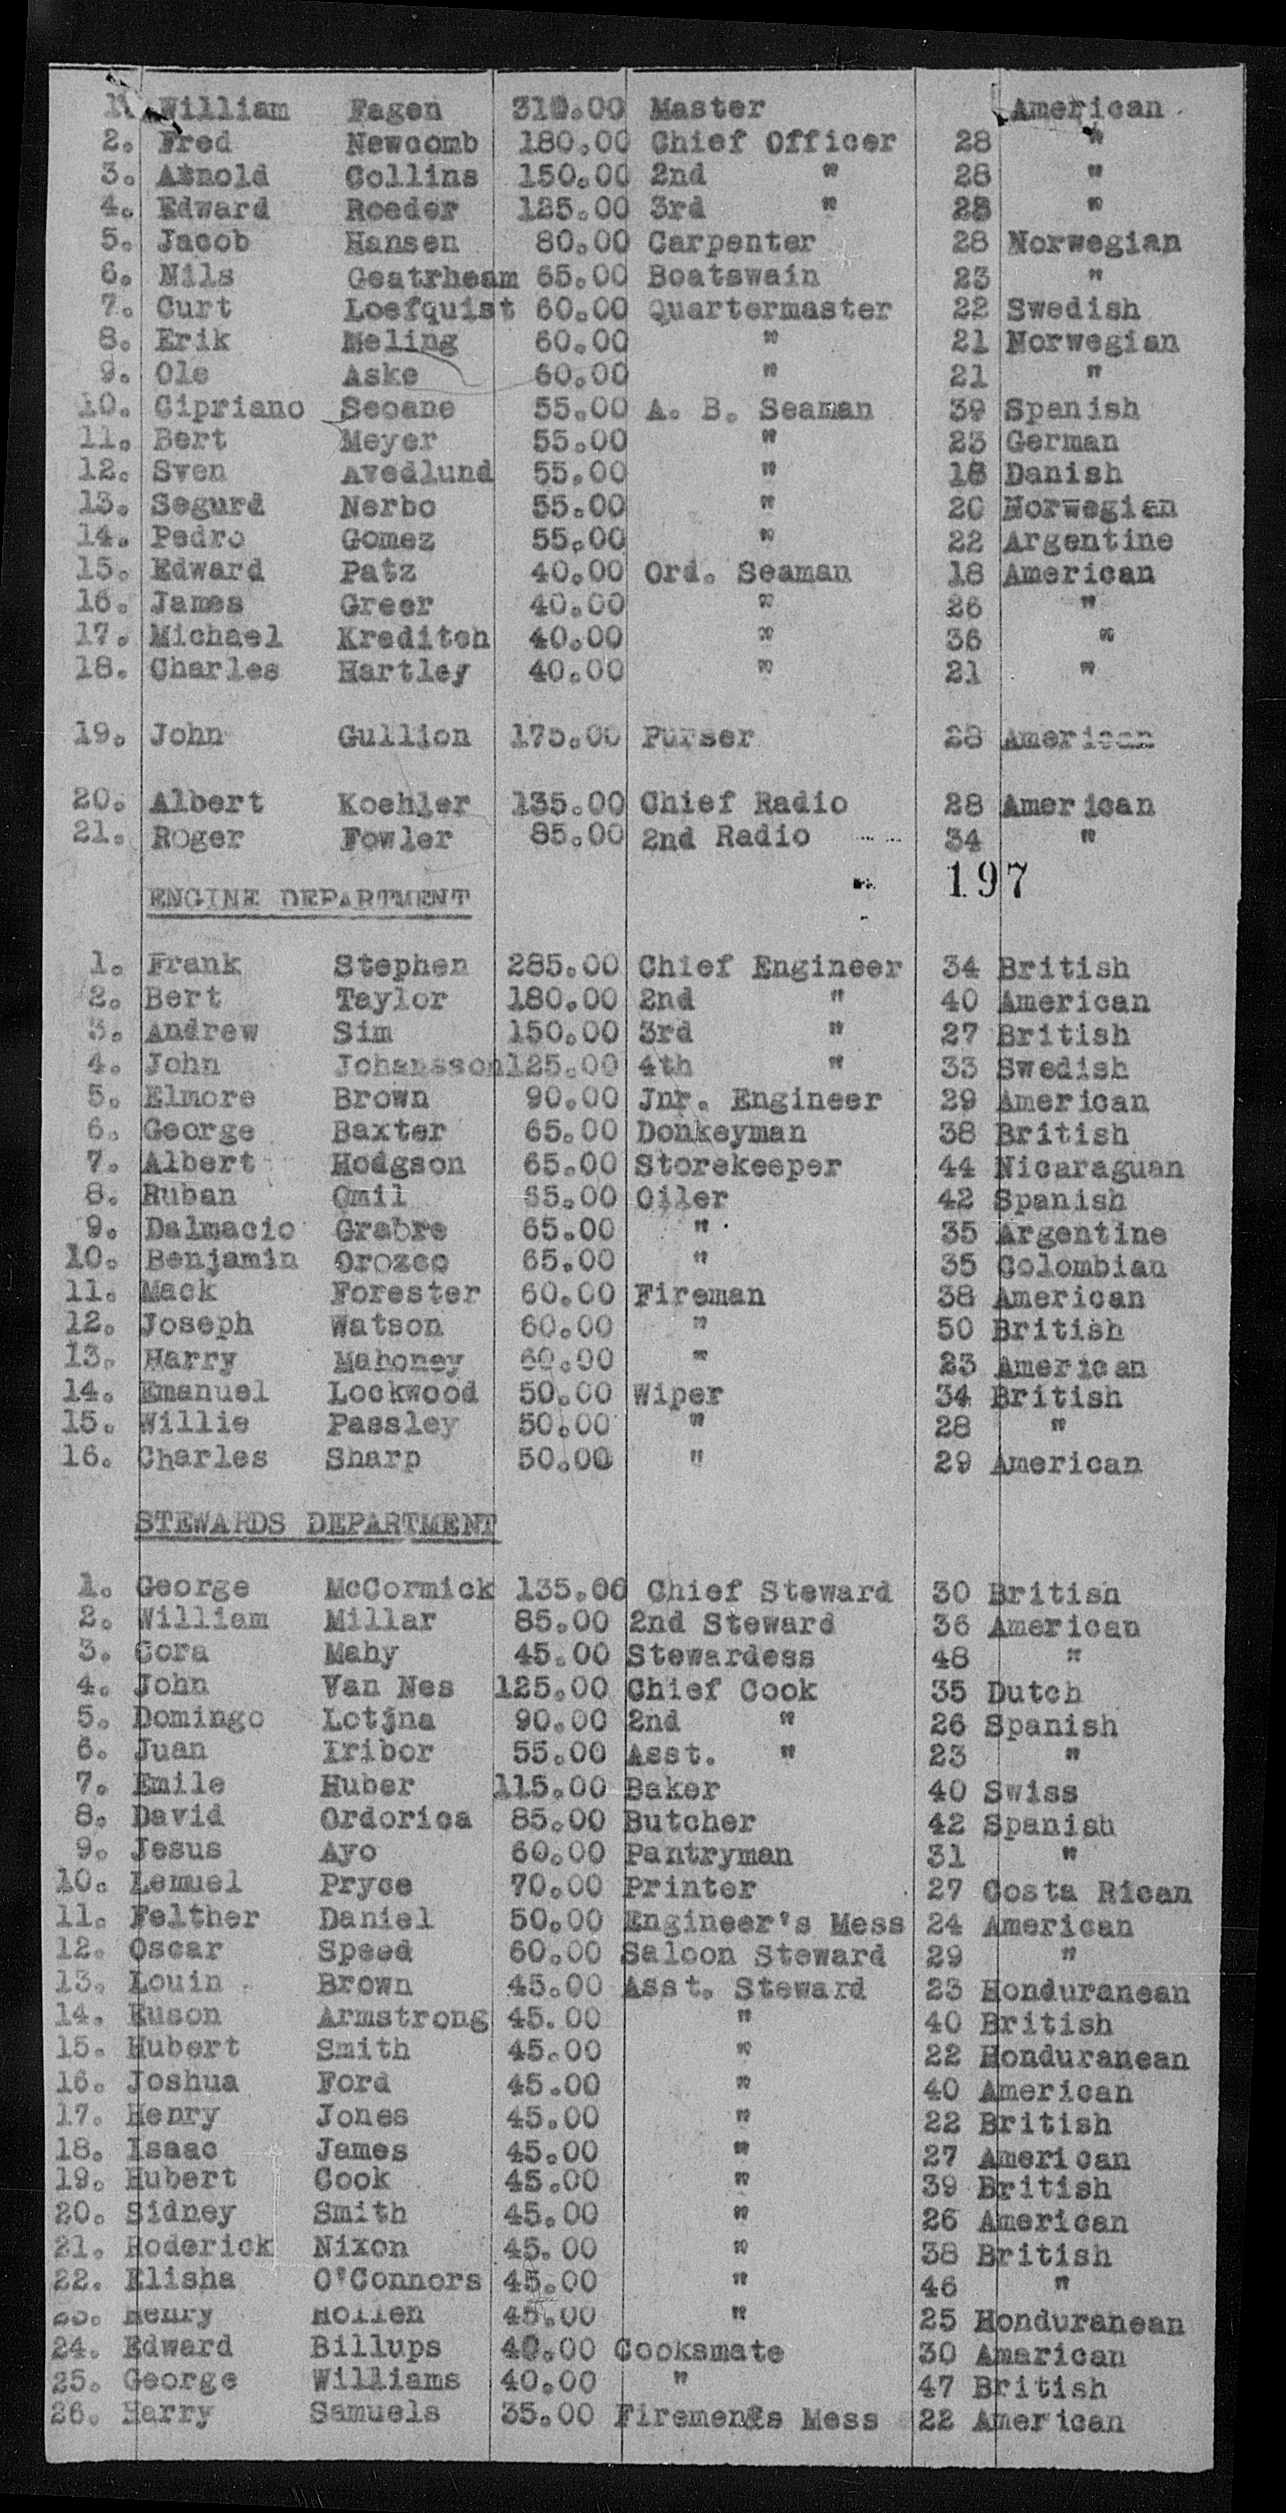 1. William Fagen 310.00 Master American
2. Fred Newcomb 180.00 Chief Officer 28 "
3. Arnold Collins 150.00 2nd " 28 "
4. Edward Roeder 125.00 3rd " 28 "
5. Jacob Hansen 80.00 Carpenter 28 Norwegian
6. Nils Geatrheam 65.00 Boatswain 23 "
7. Curt Loefquist 60.00 Quartermaster 22 Swedish
8. Erik Meling 60.00 " 21 Norwegian
9. Ole Aske 60.00 " 21 "
10. Cipriano Seoane 55.00 A. B. Seaman 39 Spanish
11. Bert Meyer 55.00 " 23 German
12. Sven Avedlund 55.00 " 18 Danish
13. Segurd Nerbo 55.00 " 20 Norwegian
14. Pedro Gomez 55.00 " 22 Argentine
15. Edward Patz 40.00 Ord. Seaman 18 American
16. James Greer 40.00 " 26 "
17. Michael Kreditch 40.00 " 36 "
18. Charles Hartley 40.00 " 21 "
19. John Gullion 175.00 Purser 28 American
20. Albert Koehler 135.00 Chief Radio 28 American
21. Roger Fowler 85.00 2nd Radio 34 "
197
ENGINE DEPARTMENT
1. Frank Stephen 285.00 Chief Engineer 34 British
2. Bert Taylor 180.00 2nd " 40 American
3. Andrew Sim 150.00 3rd " 27 British
4. John Johansson 125.00 4th " 33 Swedish
5. Elmore Brown 90.00 Jnr. Engineer 29 American
6. George Baxter 65.00 Donkeyman 38 British
7. Albert Hodgson 65.00 Storekeeper 44 Nicaraguan
8. Ruban Omil 65.00 Oiler 42 Spanish
9. Dalmacio Grabre 65.00 " 35 Argentine
10. Benjamin Orozco 65.00 " 35 Colombian
11. Mack Forester 60.00 Fireman 38 American
12. Joseph Watson 60.00 " 50 British
13. Harry Mahoney 60.00 " 23 American
14. Emanuel Lockwood 50.00 Wiper 34 British
15. Willie Passley 50.00 " 28 "
16. Charles Sharp 50.00 " 29 American
STEWARDS DEPARTMENT
1. George McCormick 135.00 Chief Steward 30 British
2. William Millar 85.00 2nd Steward 36 American
3. Cora Mahy 45.00 Stewardess 48 "
4. John Van Nes 125.00 Chief Cook 35 Dutch
5. Domingo Lotjna 90.00 2nd " 26 Spanish
6. Juan Iribor 55.00 Asst. " 23 "
7. Emile Huber 115.00 Baker 40 Swiss
8. David Ordorica 85.00 Butcher 42 Spanish
9. Jesus Ayo 60.00 Pantryman 31 "
10. Lemuel Pryce 70.00 Printer 27 Costa Rican
11. Felther Daniel 50.00 Engineer's Mess 24 American
12. Oscar Speed 60.00 Saloon Steward 29 "
13. Louin Brown 45.00 Asst. Steward 23 Honduranean
14. Euson Armstrong 45.00 " 40 British
15. Hubert Smith 45.00 " 22 Honduranean
16. Joshua Ford 45.00 " 40 American
17. Henry Jones 45.00 " 22 British
18. Isaac James 45.00 " 27 American
19. Hubert Cook 45.00 " 39 British
20. Sidney Smith 45.00 " 26 American
21. Roderick Nixon 45.00 " 38 British
22. Elisha O'Connors 45.00 " 46 "
23. Henry Hollen 45.00 " 25 Honduranean
24. Edward Billups 40.00 Cooksmate 30 Amarican
25. George Williams 40.00 " 47 British
26. Harry Samuels 35.00 Firemen's Mess 22 American